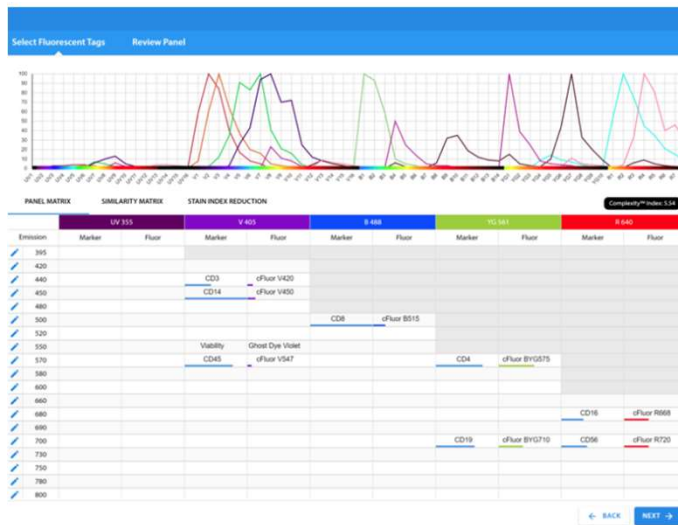 Select Fluorescent Tags Review Panel
100
90
80
70
60
50
40
30
20
10
0
PANEL MATRIX SIMILARITY MATRIX STAIN INDEX REDUCTION Complexity™ Index: 5.54
UV 355 V 405 B 488 YG 561 R 640
Emission Marker Fluor Marker Fluor Marker Fluor Marker Fluor Marker Fluor
395
420
440 CD3 cFluor V420
450 CD14 cFluor V450
480
500 CD8 cFluor B515
520
550 Viability Ghost Dye Violet
570 CD45 cFluor V547 CD4 cFluor BYG575
580
600
660
680 CD16 cFluor R668
690
700 CD19 cFluor BYG710 CD56 cFluor R720
730
750
780
800
← BACK NEXT →